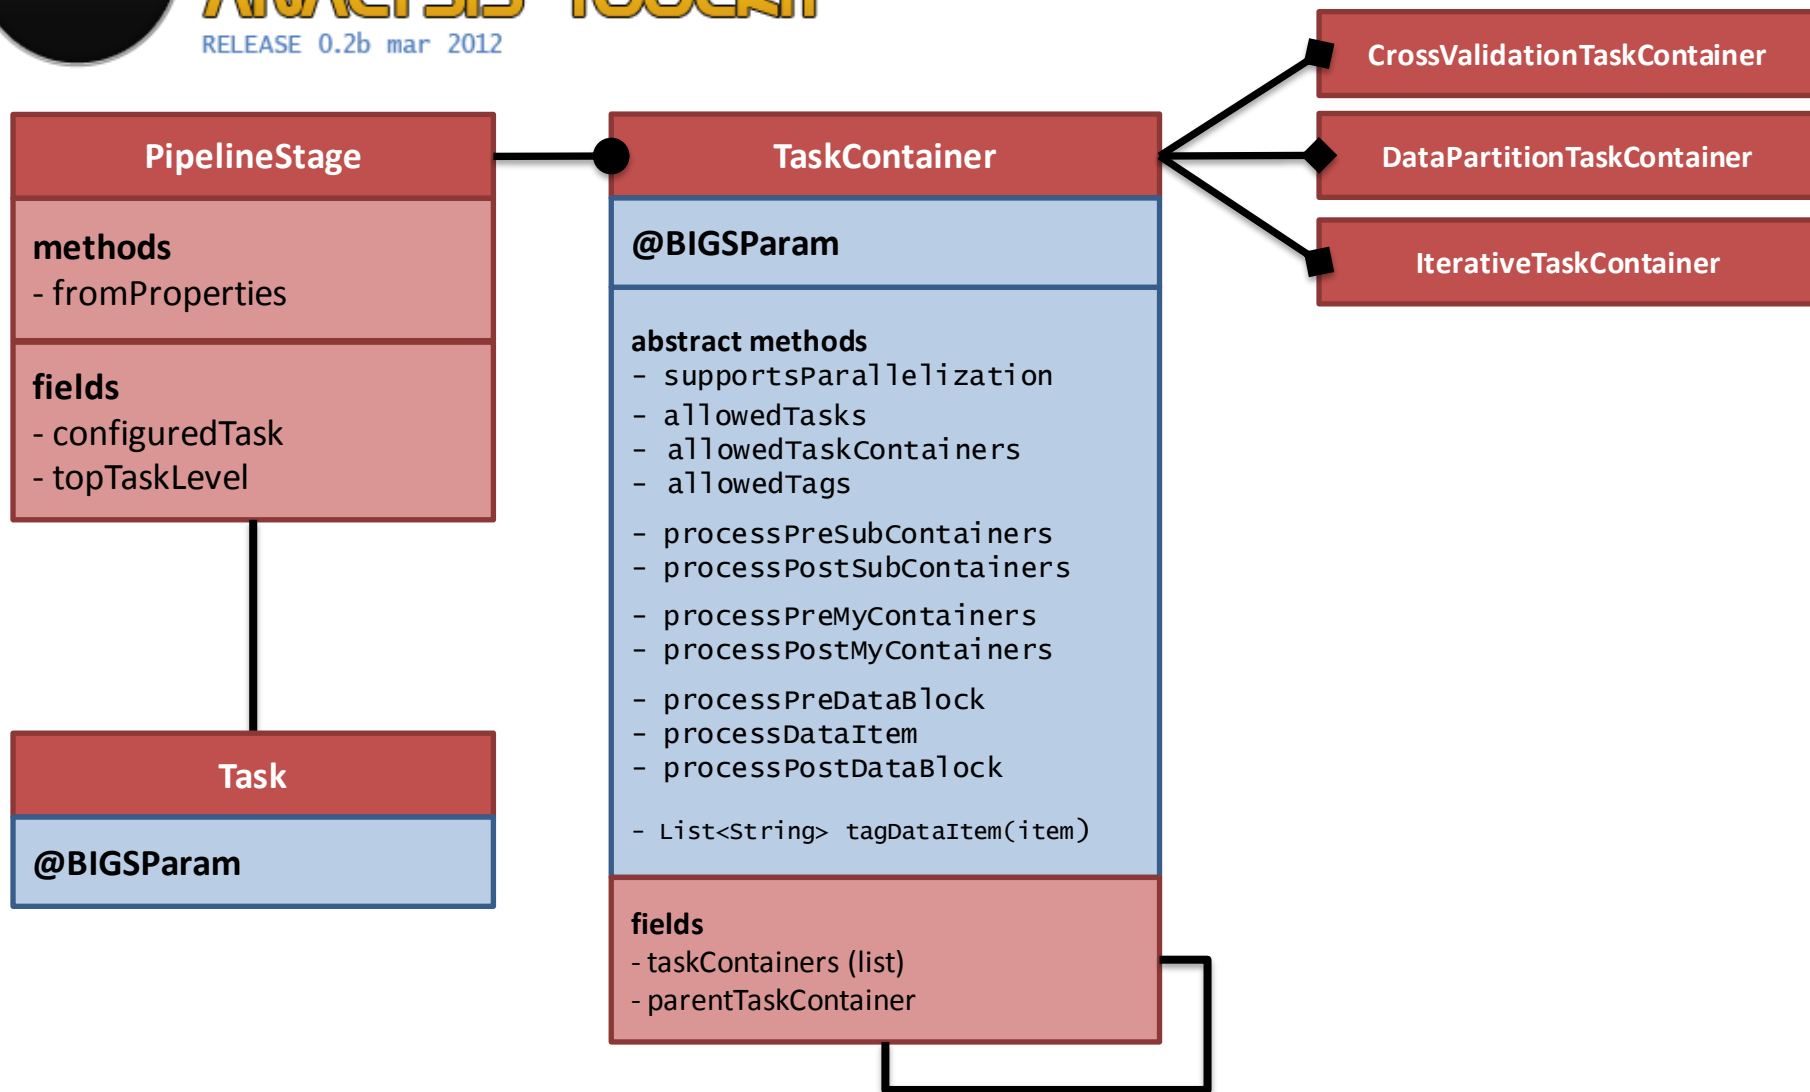 ANALYSIS TOOLKIT
RELEASE 0.2b mar 2012
PipelineStage
methods
- fromProperties
fields
- configuredTask
- topTaskLevel
Task
@BIGSParam
TaskContainer
@BIGSParam
abstract methods
- supportsParallelization
- allowedTasks
- allowedTaskContainers
- allowedTags
- processPreSubContainers
- processPostSubContainers
- processPreMyContainers
- processPostMyContainers
- processPreDataBlock
- processDataItem
- processPostDataBlock
- List<String> tagDataItem(item)
fields
- taskContainers (list)
- parentTaskContainer
CrossValidationTaskContainer
DataPartitionTaskContainer
IterativeTaskContainer